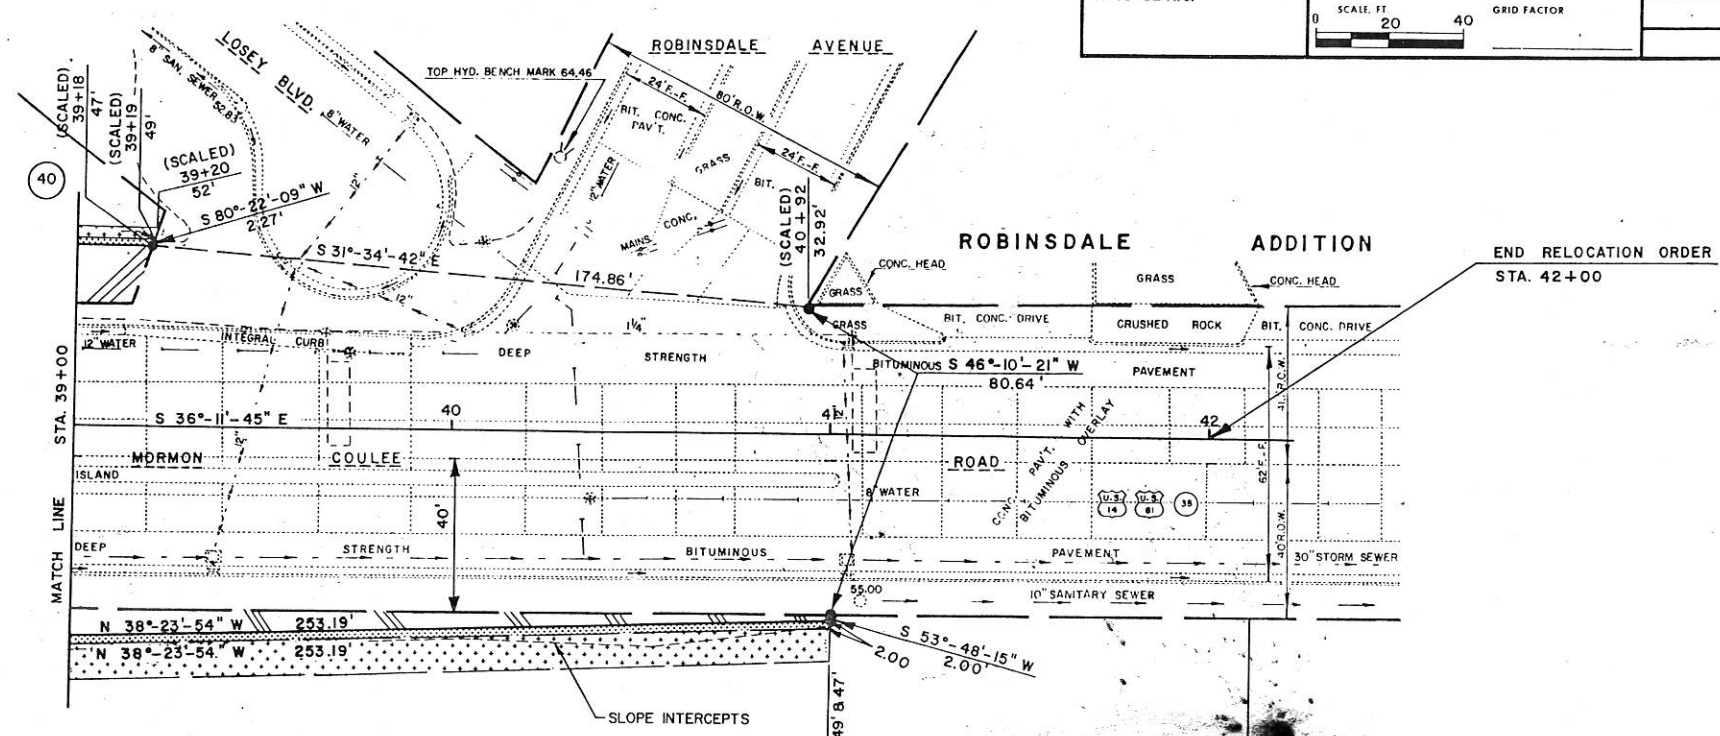 SCALE, FT.
0 20 40
GRID FACTOR
ROBINSDALE AVENUE
LOSEY BLVD.
8" SAN. SEWER 52.83
8" WATER
TOP HYD. BENCH MARK 64.46
24' F.-F.
80' R.O.W.
BIT. CONC. PAV'T.
GRASS
24' F.-F.
BIT.
12" WATER
CONC.
MAINS
(SCALED)
39+18
47'
(SCALED)
39+19
49'
(SCALED)
39+20
52'
40
S 80°-22'-09" W
2.27'
S 31°-34'-42" E
174.86'
12"
12"
(SCALED)
40+92
32.92'
ROBINSDALE ADDITION
END RELOCATION ORDER
STA. 42+00
CONC. HEAD
GRASS
GRASS
CONC. HEAD
GRASS
BIT. CONC. DRIVE
CRUSHED ROCK
BIT. CONC. DRIVE
12" WATER
INTEGRAL CURB
1¼"
DEEP STRENGTH BITUMINOUS PAVEMENT
S 46°-10'-21" W
80.64'
S 36°-11'-45" E
40
41
42
12"
MORMON COULEE ROAD
ISLAND
8" WATER
CONC. PAV'T. WITH
BITUMINOUS OVERLAY
U.S. 14
U.S. 61
35
41' R.O.W.
62' F.-F.
40' R.O.W.
40'
DEEP STRENGTH BITUMINOUS PAVEMENT
30" STORM SEWER
55.00
10" SANITARY SEWER
MATCH LINE STA. 39+00
N 38°-23'-54" W 253.19'
N 38°-23'-54" W 253.19'
S 53°-48'-15" W
2.00'
2.00
49' & 47'
SLOPE INTERCEPTS